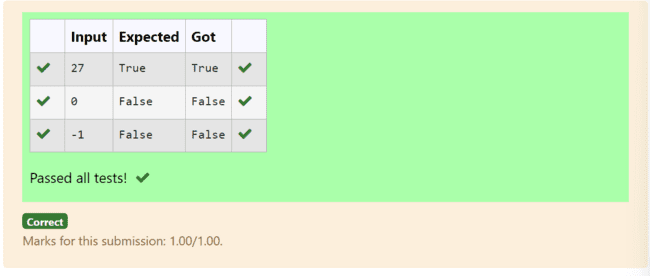 Input Expected Got
27 True True
0 False False
-1 False False
Passed all tests!
Correct
Marks for this submission: 1.00/1.00.